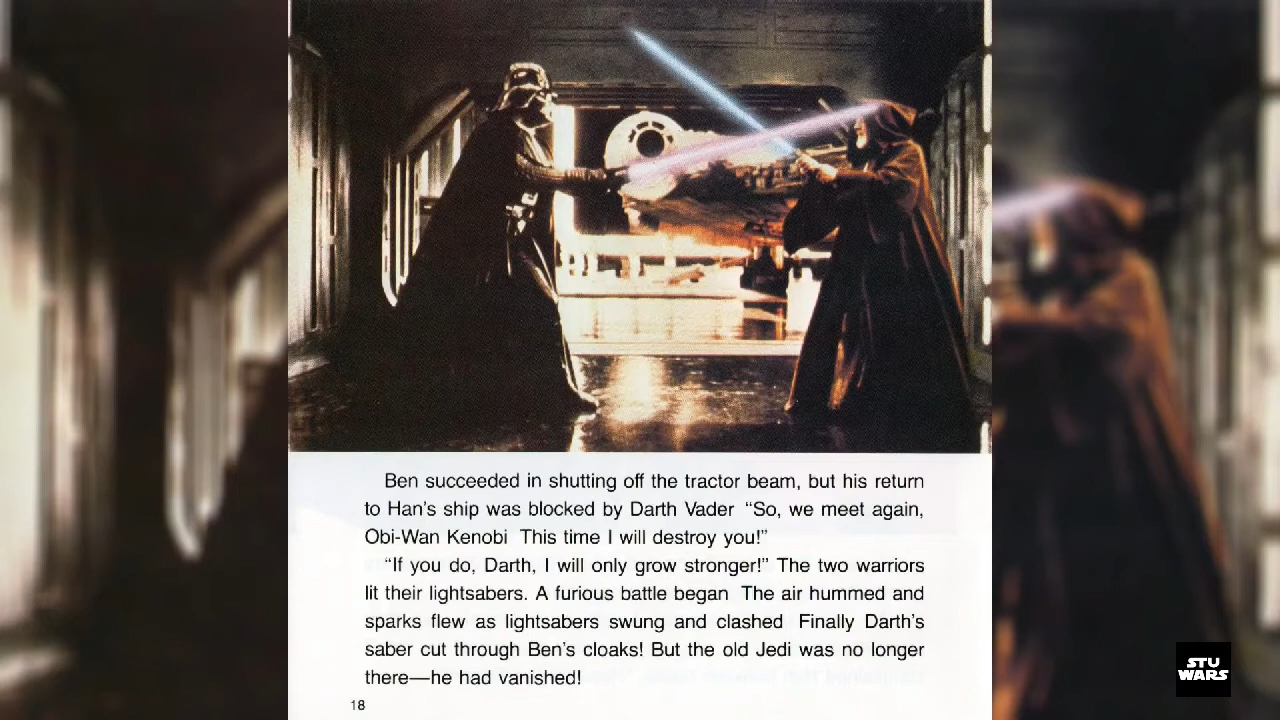 Ben succeeded in shutting off the tractor beam, but his return
to Han's ship was blocked by Darth Vader “So, we meet again,
Obi-Wan Kenobi This time I will destroy you!”
“If you do, Darth, I will only grow stronger!” The two warriors
lit their lightsabers. A furious battle began The air hummed and
sparks flew as lightsabers swung and clashed Finally Darth's
saber cut through Ben's cloaks! But the old Jedi was no longer
there—he had vanished!
18
STU
WARS